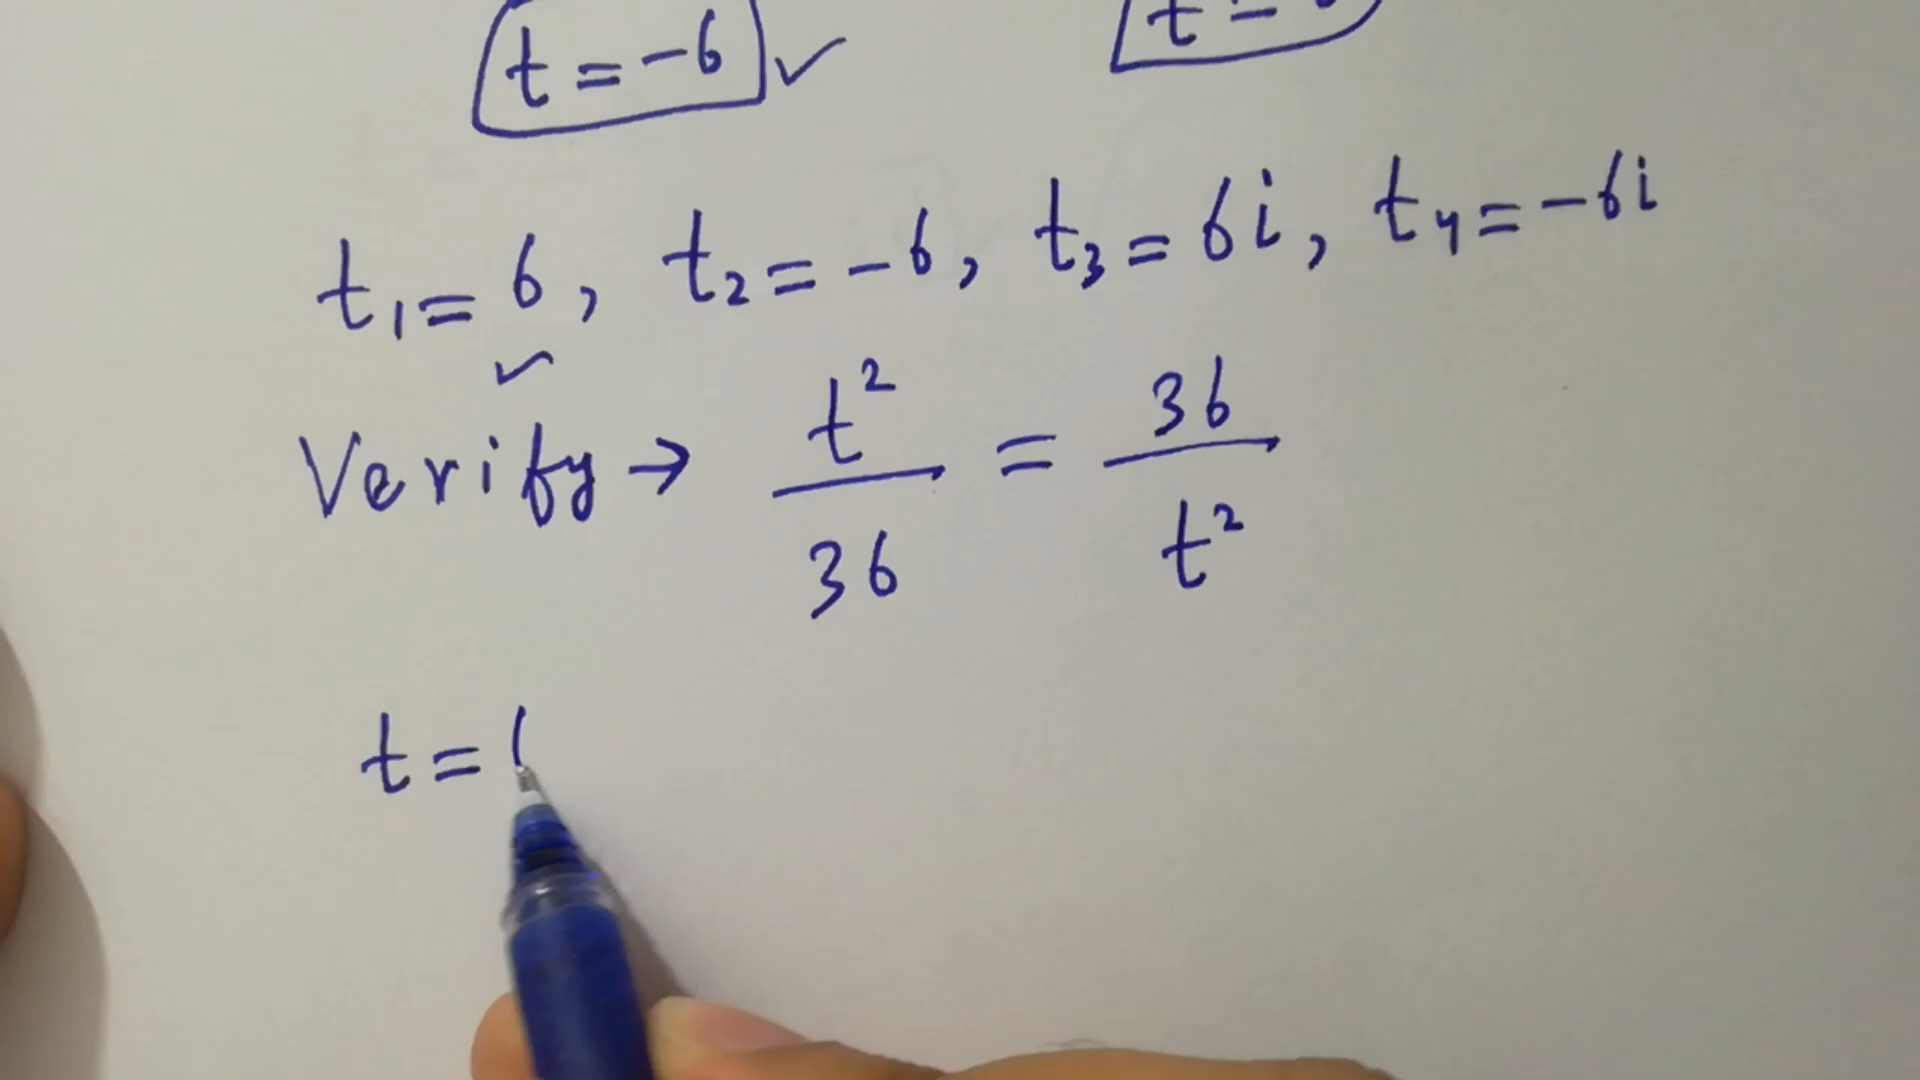 t = -6 ✓ t =
t₁ = 6, t₂ = -6, t₃ = 6i, t₄ = -6i
✓
Verify → t²/36 = 36/t²
t =